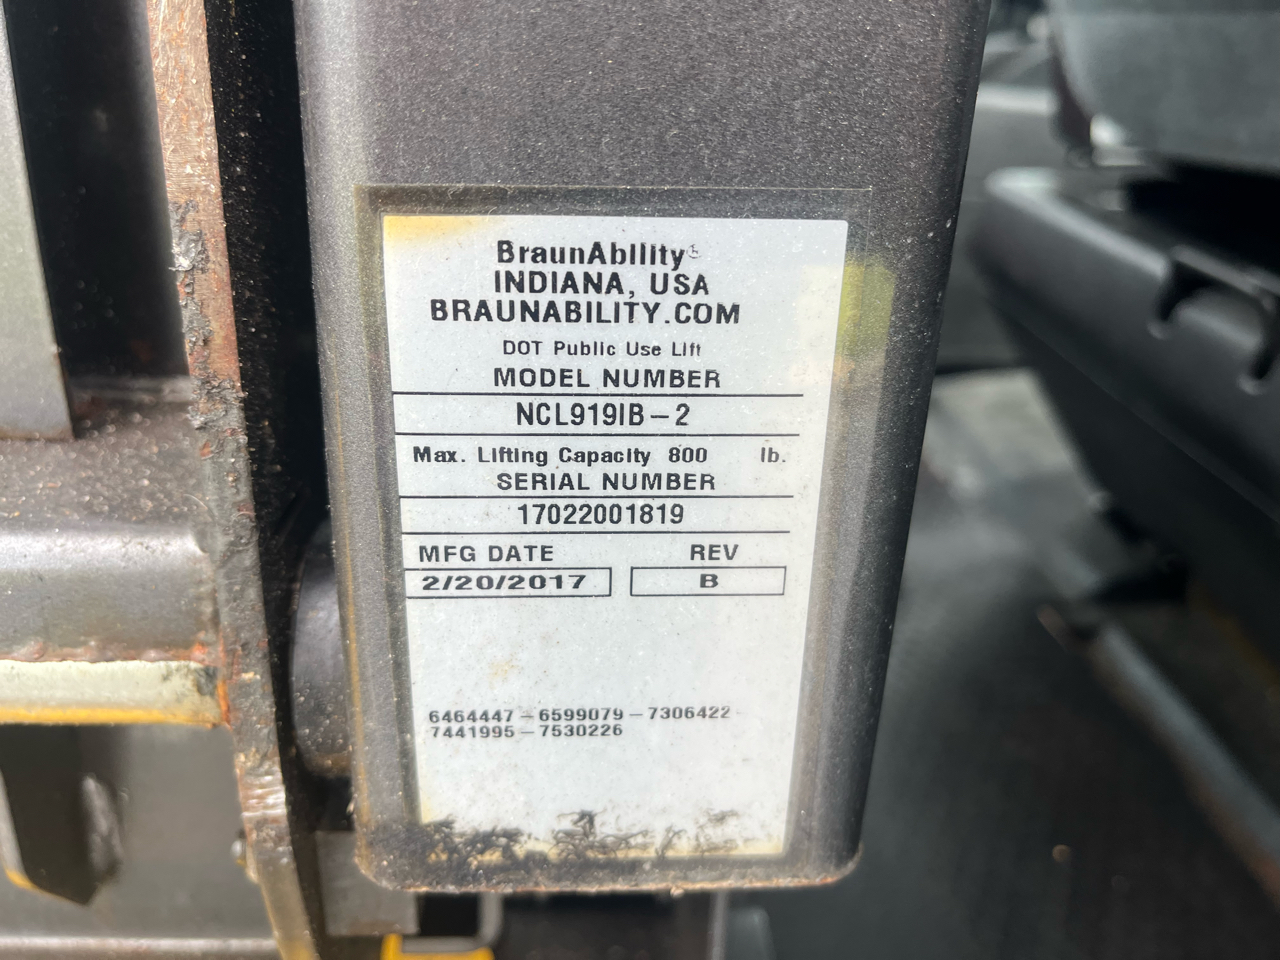 BraunAbility®
INDIANA, USA
BRAUNABILITY.COM
DOT Public Use Lift
MODEL NUMBER
NCL919IB-2
Max. Lifting Capacity 800 lb.
SERIAL NUMBER
17022001819
MFG DATE REV
2/20/2017 B
6464447-6599079-7306422-
7441995-7530226